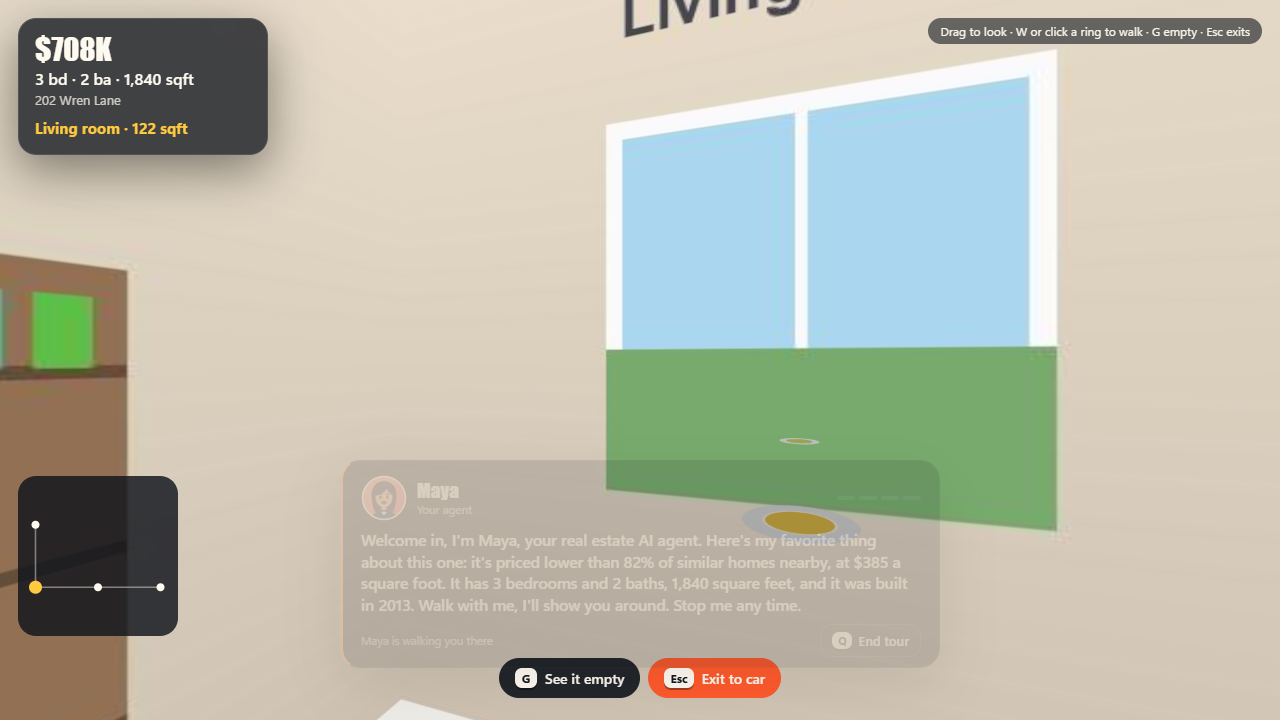 Living
$708K
3 bd · 2 ba · 1,840 sqft
202 Wren Lane
Living room · 122 sqft
Drag to look · W or click a ring to walk · G empty · Esc exits
Maya
Your agent
Welcome in, I'm Maya, your real estate AI agent. Here's my favorite thing
about this one: it's priced lower than 82% of similar homes nearby, at $385 a
square foot. It has 3 bedrooms and 2 baths, 1,840 square feet, and it was built
in 2013. Walk with me, I'll show you around. Stop me any time.
Maya is walking you there
Q End tour
G See it empty
Esc Exit to car